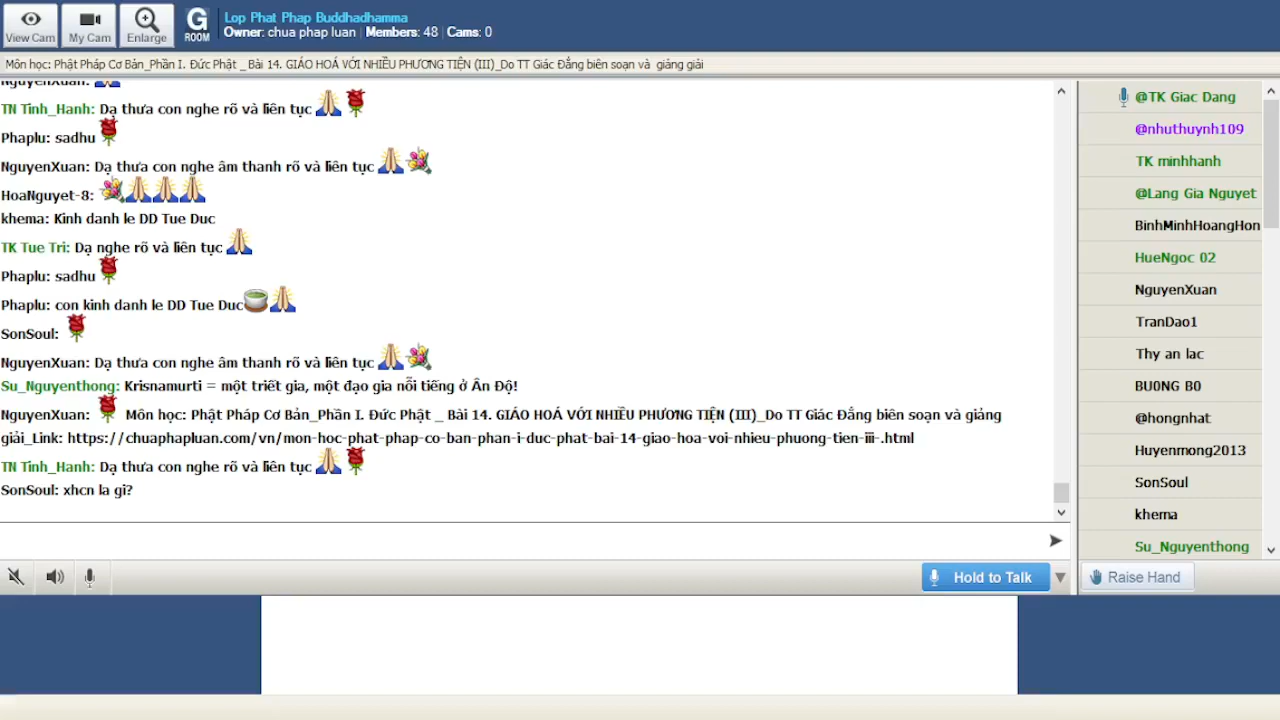 View Cam
My Cam
Enlarge
G ROOM
Lop Phat Phap Buddhadhamma
Owner: chua phap luan | Members: 48 | Cams: 0
Môn học: Phật Pháp Cơ Bản_Phần I. Đức Phật _ Bài 14. GIÁO HOÁ VỚI NHIỀU PHƯƠNG TIỆN (III)_Do TT Giác Đẳng biên soạn và giảng giải
NguyenXuan:
TN Tinh_Hanh: Dạ thưa con nghe rõ và liên tục
Phaplu: sadhu
NguyenXuan: Dạ thưa con nghe âm thanh rõ và liên tục
HoaNguyet-8:
khema: Kinh danh le DD Tue Duc
TK Tue Tri: Dạ nghe rõ và liên tục
Phaplu: sadhu
Phaplu: con kinh danh le DD Tue Duc
SonSoul:
NguyenXuan: Dạ thưa con nghe âm thanh rõ và liên tục
Su_Nguyenthong: Krisnamurti = một triết gia, một đạo gia nỗi tiếng ở Ấn Độ!
NguyenXuan: Môn học: Phật Pháp Cơ Bản_Phần I. Đức Phật _ Bài 14. GIÁO HOÁ VỚI NHIỀU PHƯƠNG TIỆN (III)_Do TT Giác Đẳng biên soạn và giảng
giải_Link: https://chuaphapluan.com/vn/mon-hoc-phat-phap-co-ban-phan-i-duc-phat-bai-14-giao-hoa-voi-nhieu-phuong-tien-iii-.html
TN Tinh_Hanh: Dạ thưa con nghe rõ và liên tục
SonSoul: xhcn la gi?
Hold to Talk
@TK Giac Dang
@nhuthuynh109
TK minhhanh
@Lang Gia Nguyet
BinhMinhHoangHon
HueNgoc 02
NguyenXuan
TranDao1
Thy an lac
BU0NG B0
@hongnhat
Huyenmong2013
SonSoul
khema
Su_Nguyenthong
Raise Hand